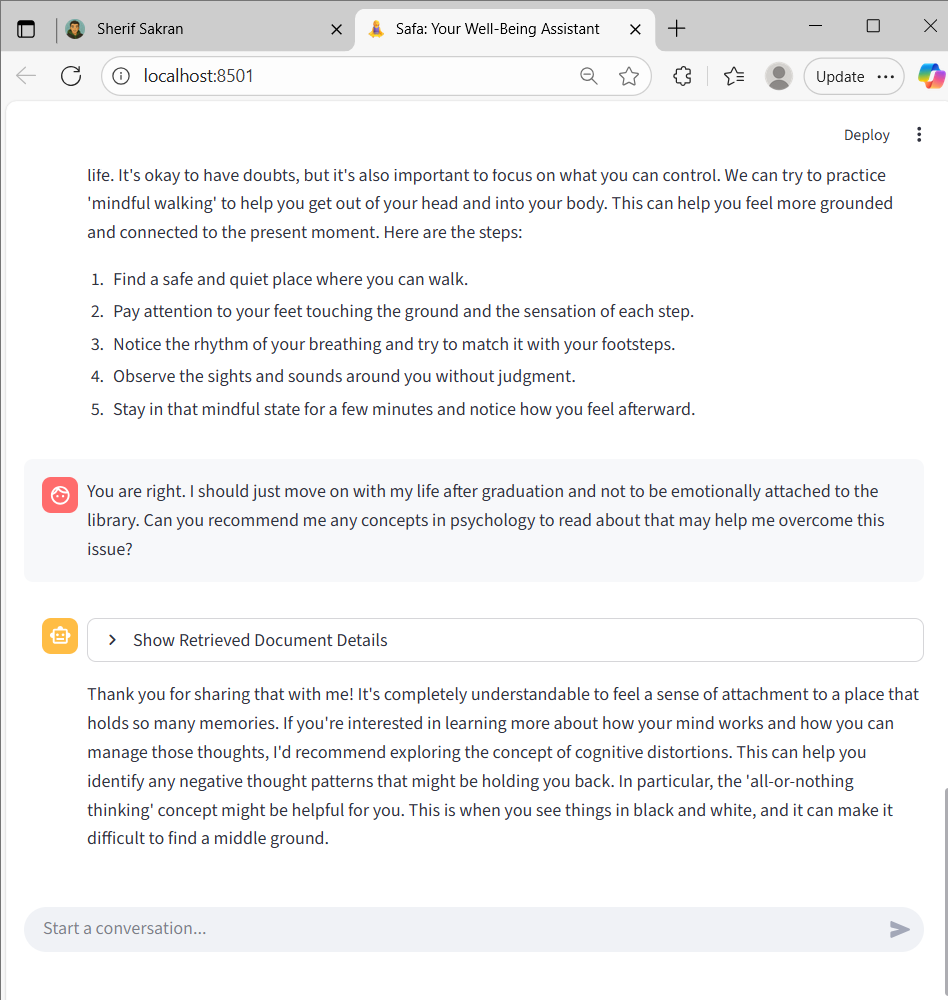 Sherif Sakran
Safa: Your Well-Being Assistant
localhost:8501
Update
Deploy
life. It's okay to have doubts, but it's also important to focus on what you can control. We can try to practice
'mindful walking' to help you get out of your head and into your body. This can help you feel more grounded
and connected to the present moment. Here are the steps:
1. Find a safe and quiet place where you can walk.
2. Pay attention to your feet touching the ground and the sensation of each step.
3. Notice the rhythm of your breathing and try to match it with your footsteps.
4. Observe the sights and sounds around you without judgment.
5. Stay in that mindful state for a few minutes and notice how you feel afterward.
You are right. I should just move on with my life after graduation and not to be emotionally attached to the
library. Can you recommend me any concepts in psychology to read about that may help me overcome this
issue?
Show Retrieved Document Details
Thank you for sharing that with me! It's completely understandable to feel a sense of attachment to a place that
holds so many memories. If you're interested in learning more about how your mind works and how you can
manage those thoughts, I'd recommend exploring the concept of cognitive distortions. This can help you
identify any negative thought patterns that might be holding you back. In particular, the 'all-or-nothing
thinking' concept might be helpful for you. This is when you see things in black and white, and it can make it
difficult to find a middle ground.
Start a conversation...